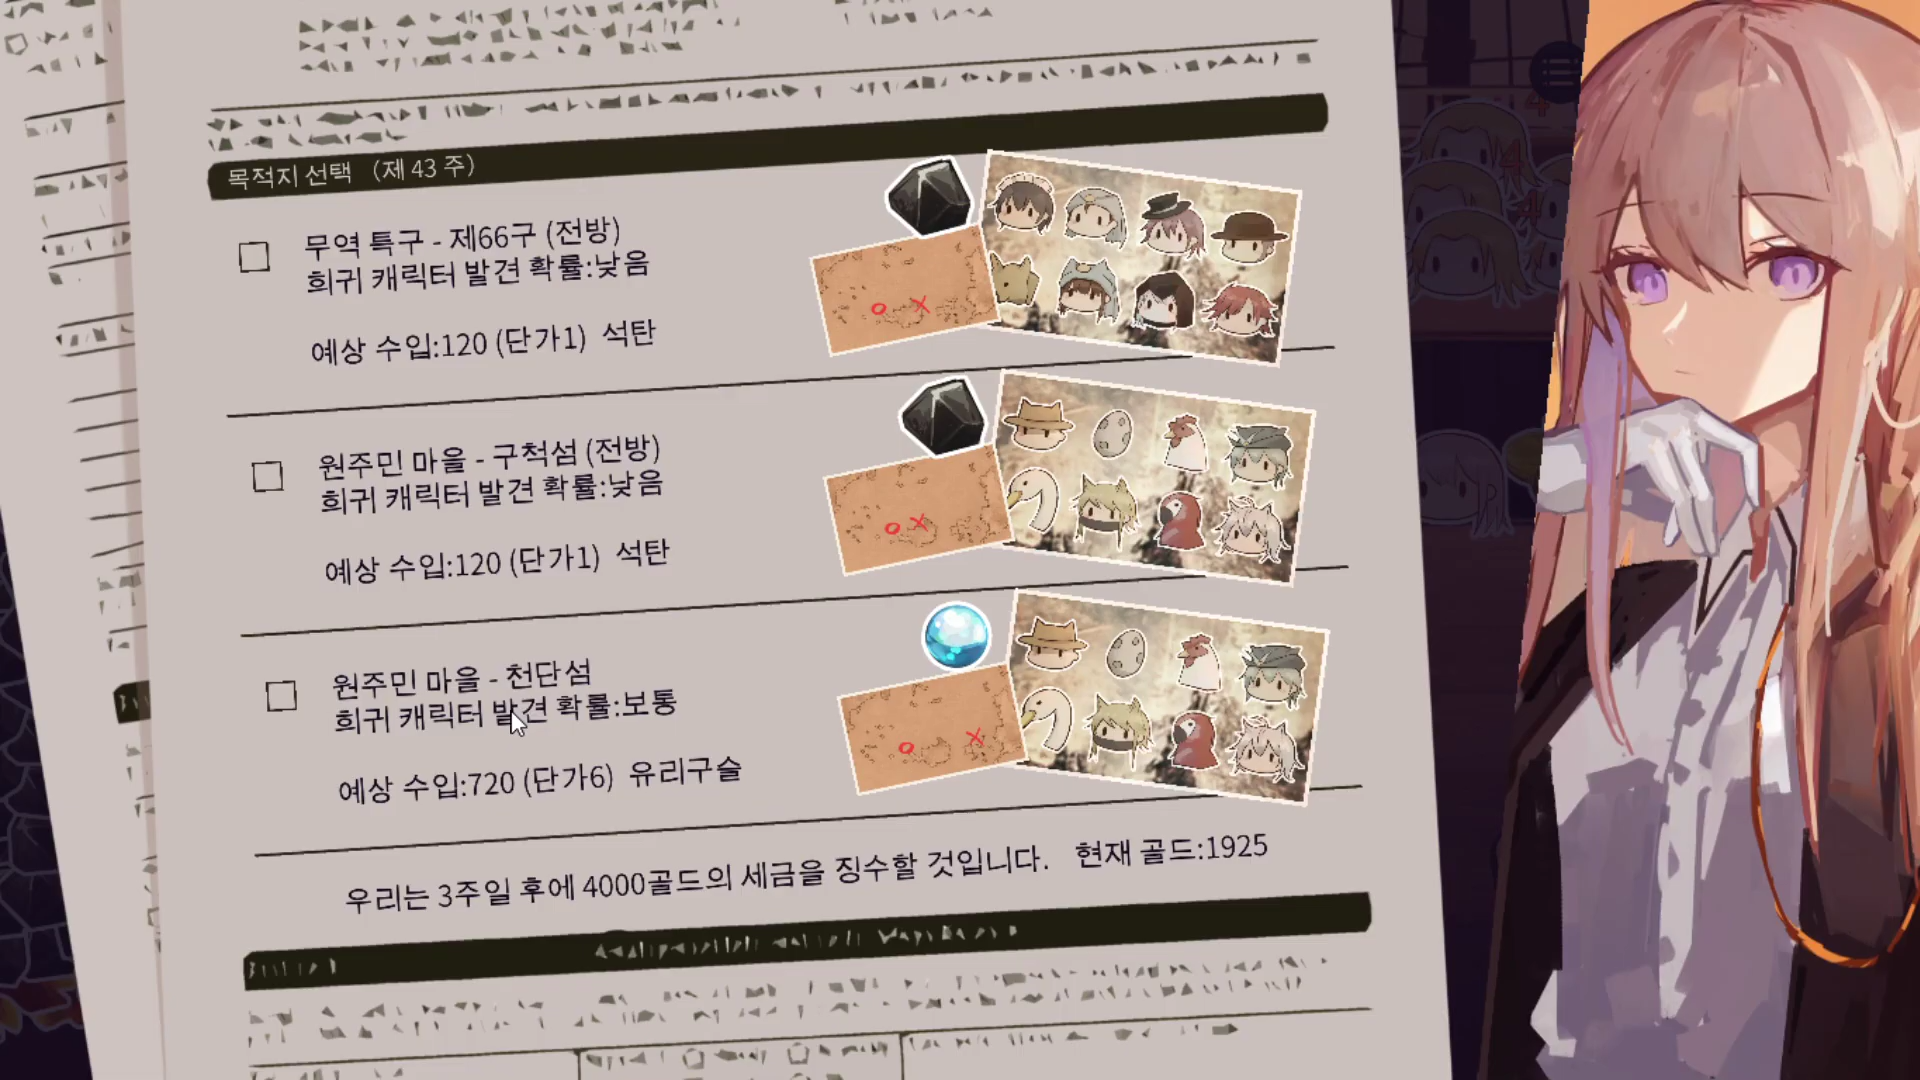 목적지 선택 (제 43 주)
무역 특구 - 제66구 (전방)
희귀 캐릭터 발견 확률:낮음
예상 수입:120 (단가1) 석탄
원주민 마을 - 구척섬 (전방)
희귀 캐릭터 발견 확률:낮음
예상 수입:120 (단가1) 석탄
원주민 마을 - 천단섬
희귀 캐릭터 발견 확률:보통
예상 수입:720 (단가6) 유리구슬
우리는 3주일 후에 4000골드의 세금을 징수할 것입니다. 현재 골드:1925